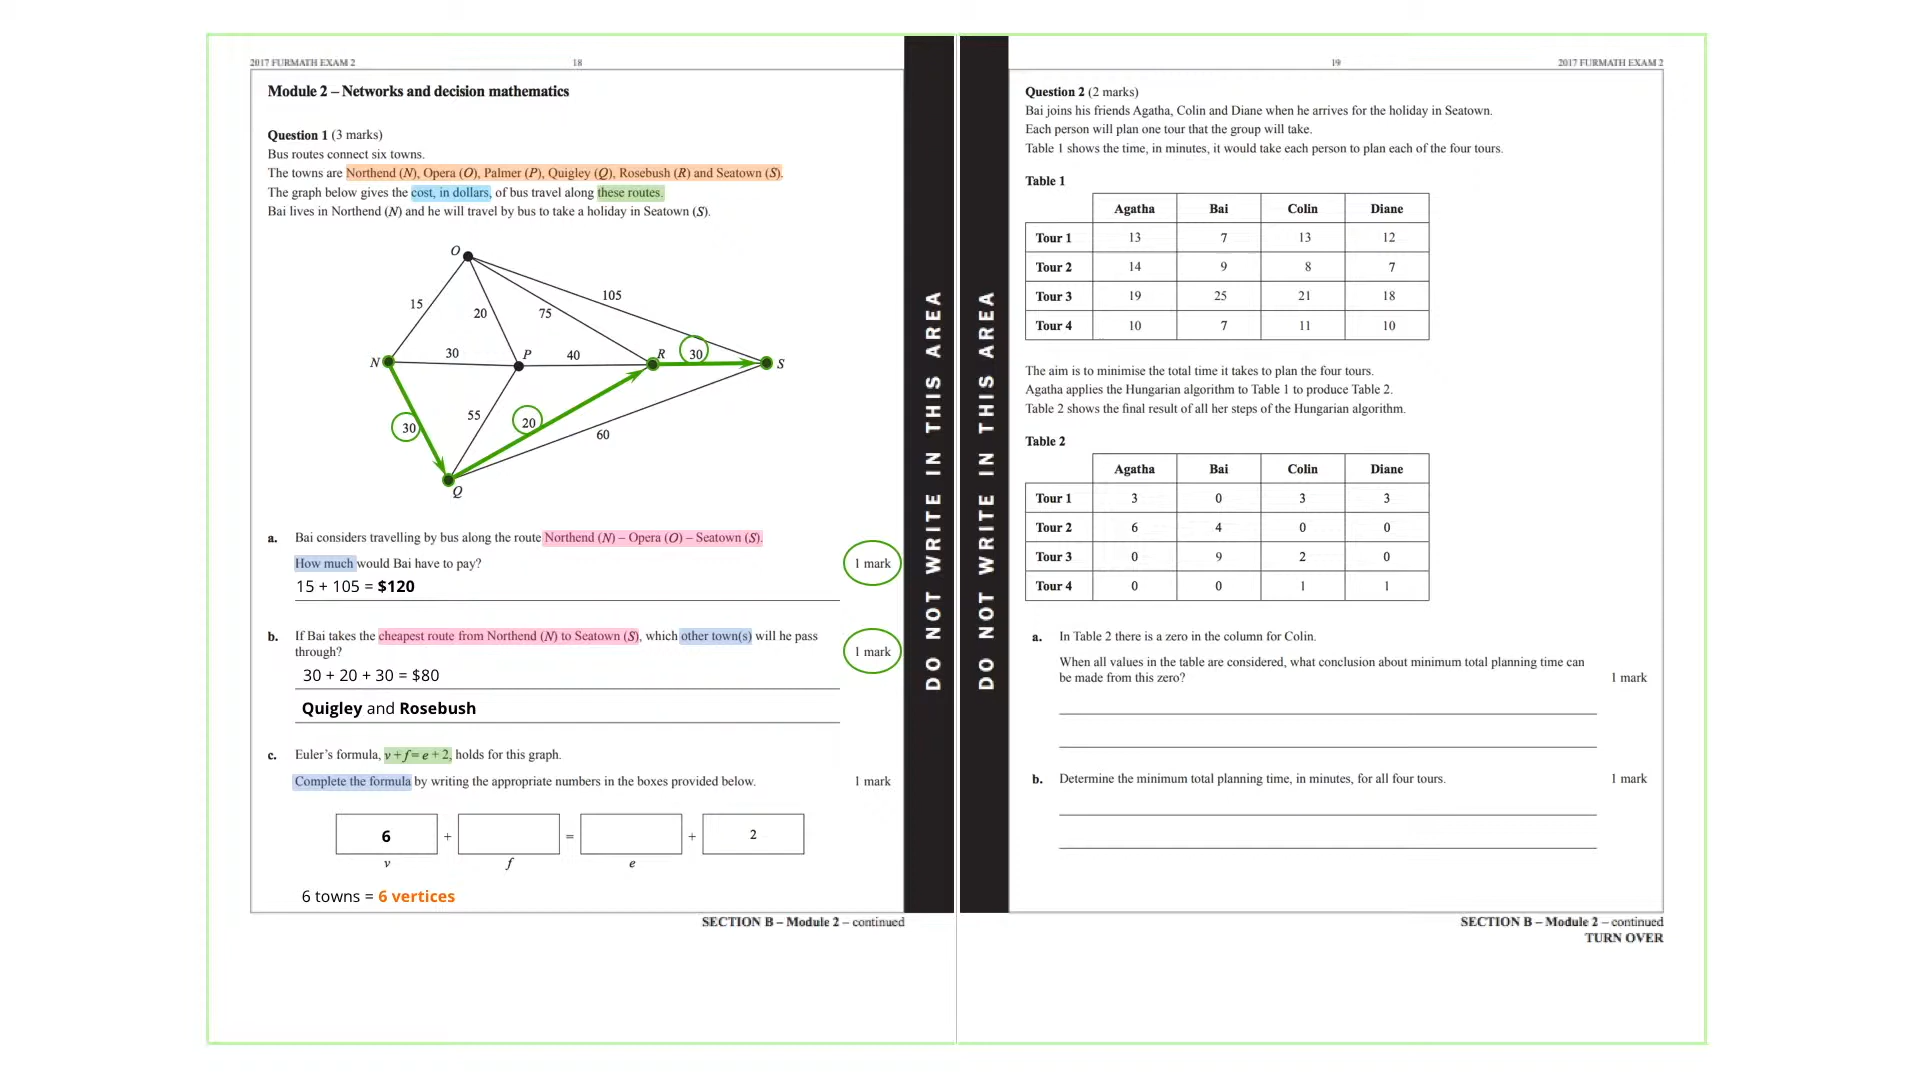 2017 FURMATH EXAM 2
18
Module 2 – Networks and decision mathematics
Question 1 (3 marks)
Bus routes connect six towns.
The towns are Northend (N), Opera (O), Palmer (P), Quigley (Q), Rosebush (R) and Seatown (S).
The graph below gives the cost, in dollars, of bus travel along these routes.
Bai lives in Northend (N) and he will travel by bus to take a holiday in Seatown (S).
O
105
15
20
75
30
P
40
R
30
N
S
55
20
30
60
Q
a. Bai considers travelling by bus along the route Northend (N) – Opera (O) – Seatown (S).
How much would Bai have to pay?
1 mark
15 + 105 = $120
b. If Bai takes the cheapest route from Northend (N) to Seatown (S), which other town(s) will he pass
through?
1 mark
30 + 20 + 30 = $80
Quigley and Rosebush
c. Euler's formula, v + f = e + 2, holds for this graph.
Complete the formula by writing the appropriate numbers in the boxes provided below.
1 mark
6 + = + 2
v f e
6 towns = 6 vertices
SECTION B – Module 2 – continued
DO NOT WRITE IN THIS AREA
DO NOT WRITE IN THIS AREA
19
2017 FURMATH EXAM 2
Question 2 (2 marks)
Bai joins his friends Agatha, Colin and Diane when he arrives for the holiday in Seatown.
Each person will plan one tour that the group will take.
Table 1 shows the time, in minutes, it would take each person to plan each of the four tours.
Table 1
Agatha Bai Colin Diane
Tour 1 13 7 13 12
Tour 2 14 9 8 7
Tour 3 19 25 21 18
Tour 4 10 7 11 10
The aim is to minimise the total time it takes to plan the four tours.
Agatha applies the Hungarian algorithm to Table 1 to produce Table 2.
Table 2 shows the final result of all her steps of the Hungarian algorithm.
Table 2
Agatha Bai Colin Diane
Tour 1 3 0 3 3
Tour 2 6 4 0 0
Tour 3 0 9 2 0
Tour 4 0 0 1 1
a. In Table 2 there is a zero in the column for Colin.
When all values in the table are considered, what conclusion about minimum total planning time can
be made from this zero?
1 mark
b. Determine the minimum total planning time, in minutes, for all four tours.
1 mark
SECTION B – Module 2 – continued
TURN OVER